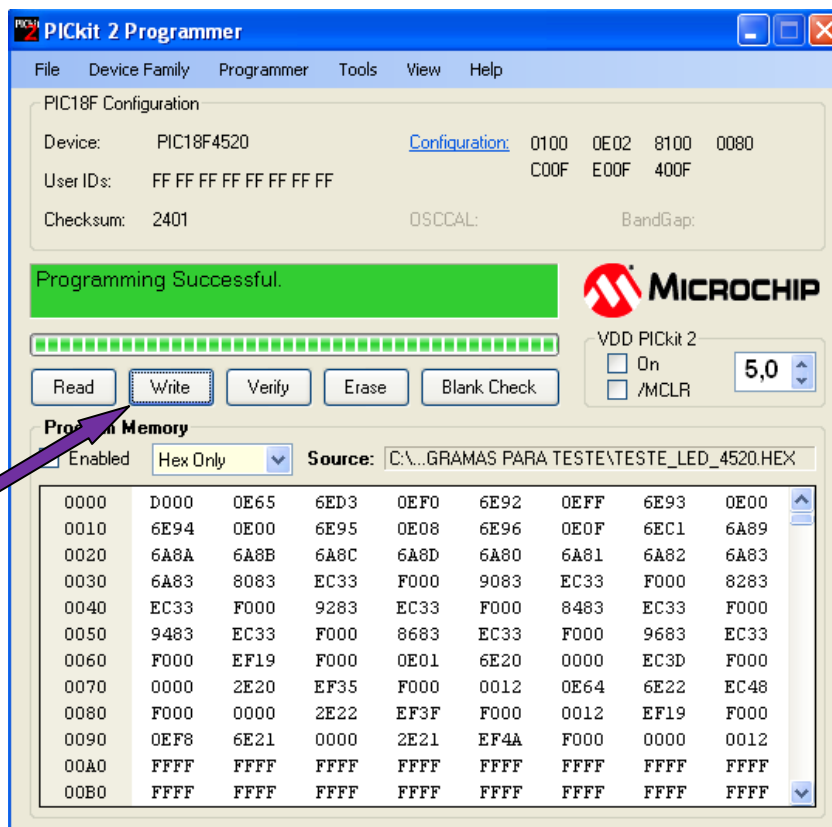 PICkit 2 Programmer
File Device Family Programmer Tools View Help
PIC18F Configuration
Device: PIC18F4520 Configuration: 0100 0E02 8100 0080
C00F E00F 400F
User IDs: FF FF FF FF FF FF FF FF
Checksum: 2401 OSCCAL: BandGap:
Programming Successful.
MICROCHIP
VDD PICkit 2
On
/MCLR
5,0
Read Write Verify Erase Blank Check
Program Memory
Enabled Hex Only Source: C:\...GRAMAS PARA TESTE\TESTE_LED_4520.HEX
0000 D000 0E65 6ED3 0EF0 6E92 0EFF 6E93 0E00
0010 6E94 0E00 6E95 0E08 6E96 0E0F 6EC1 6A89
0020 6A8A 6A8B 6A8C 6A8D 6A80 6A81 6A82 6A83
0030 6A83 8083 EC33 F000 9083 EC33 F000 8283
0040 EC33 F000 9283 EC33 F000 8483 EC33 F000
0050 9483 EC33 F000 8683 EC33 F000 9683 EC33
0060 F000 EF19 F000 0E01 6E20 0000 EC3D F000
0070 0000 2E20 EF35 F000 0012 0E64 6E22 EC48
0080 F000 0000 2E22 EF3F F000 0012 EF19 F000
0090 0EF8 6E21 0000 2E21 EF4A F000 0000 0012
00A0 FFFF FFFF FFFF FFFF FFFF FFFF FFFF FFFF
00B0 FFFF FFFF FFFF FFFF FFFF FFFF FFFF FFFF